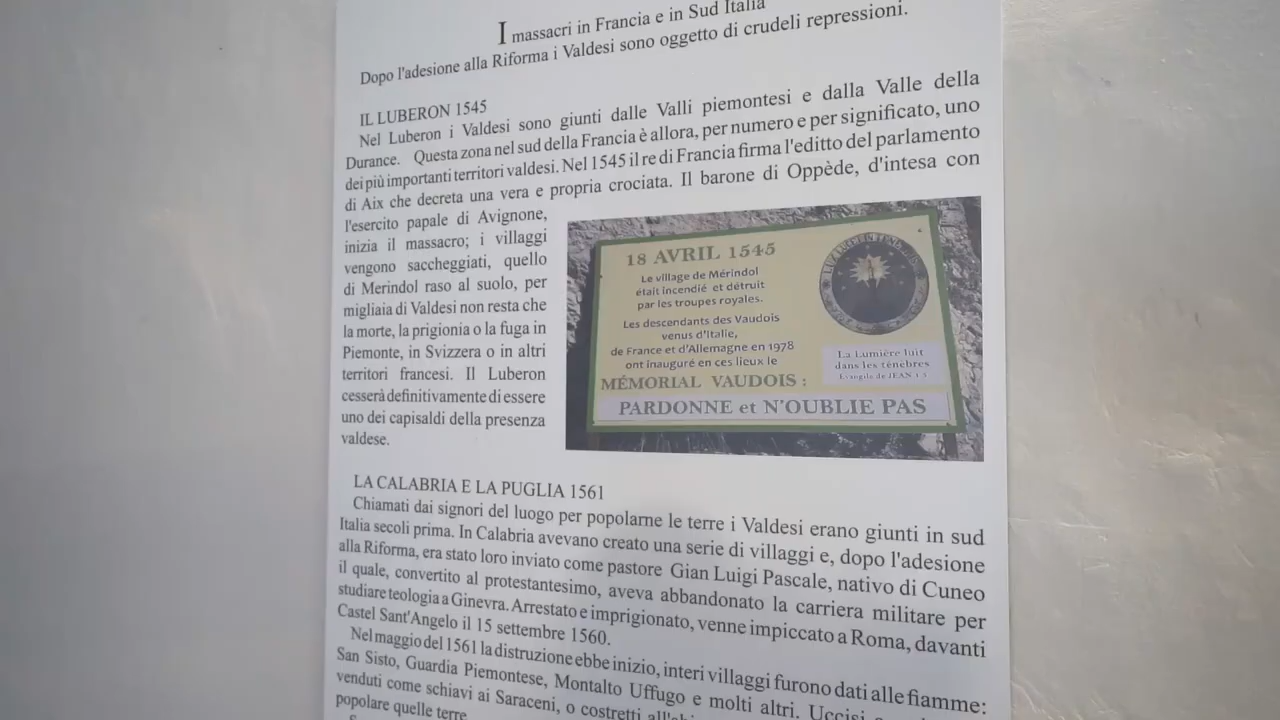 I massacri in Francia e in Sud Italia
Dopo l'adesione alla Riforma i Valdesi sono oggetto di crudeli repressioni.
IL LUBERON 1545
Nel Luberon i Valdesi sono giunti dalle Valli piemontesi e dalla Valle della
Durance. Questa zona nel sud della Francia è allora, per numero e per significato, uno
dei più importanti territori valdesi. Nel 1545 il re di Francia firma l'editto del parlamento
di Aix che decreta una vera e propria crociata. Il barone di Oppède, d'intesa con
l'esercito papale di Avignone,
inizia il massacro; i villaggi
vengono saccheggiati, quello
di Merindol raso al suolo, per
migliaia di Valdesi non resta che
la morte, la prigionia o la fuga in
Piemonte, in Svizzera o in altri
territori francesi. Il Luberon
cesserà definitivamente di essere
uno dei capisaldi della presenza
valdese.
18 AVRIL 1545
Le village de Mérindol
était incendié et détruit
par les troupes royales.
Les descendants des Vaudois
venus d'Italie,
de France et d'Allemagne en 1978
ont inauguré en ces lieux le
MÉMORIAL VAUDOIS :
PARDONNE et N'OUBLIE PAS
La Lumière luit
dans les ténèbres
Evangile de JEAN 1
LA CALABRIA E LA PUGLIA 1561
Chiamati dai signori del luogo per popolarne le terre i Valdesi erano giunti in sud
Italia secoli prima. In Calabria avevano creato una serie di villaggi e, dopo l'adesione
alla Riforma, era stato loro inviato come pastore Gian Luigi Pascale, nativo di Cuneo
il quale, convertito al protestantesimo, aveva abbandonato la carriera militare per
studiare teologia a Ginevra. Arrestato e imprigionato, venne impiccato a Roma, davanti
Castel Sant'Angelo il 15 settembre 1560.
Nel maggio del 1561 la distruzione ebbe inizio, interi villaggi furono dati alle fiamme:
San Sisto, Guardia Piemontese, Montalto Uffugo e molti altri. Uccisi
venduti come schiavi ai Saraceni, o costretti
popolare quelle terre